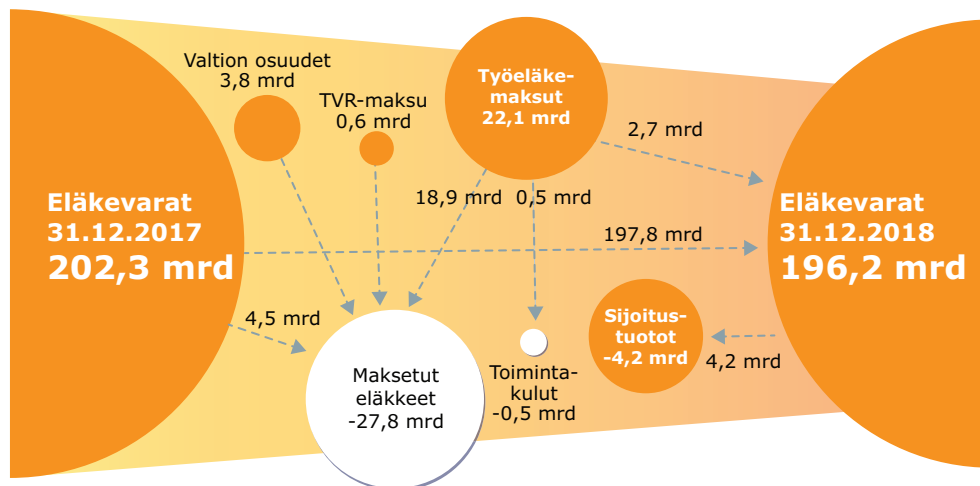 Valtion osuudet
3,8 mrd
TVR-maksu
0,6 mrd
Työeläke-
maksut
22,1 mrd
2,7 mrd
18,9 mrd
0,5 mrd
Eläkevarat
31.12.2017
202,3 mrd
197,8 mrd
Eläkevarat
31.12.2018
196,2 mrd
4,5 mrd
Maksetut
eläkkeet
-27,8 mrd
Toiminta-
kulut
-0,5 mrd
Sijoitus-
tuotot
-4,2 mrd
4,2 mrd